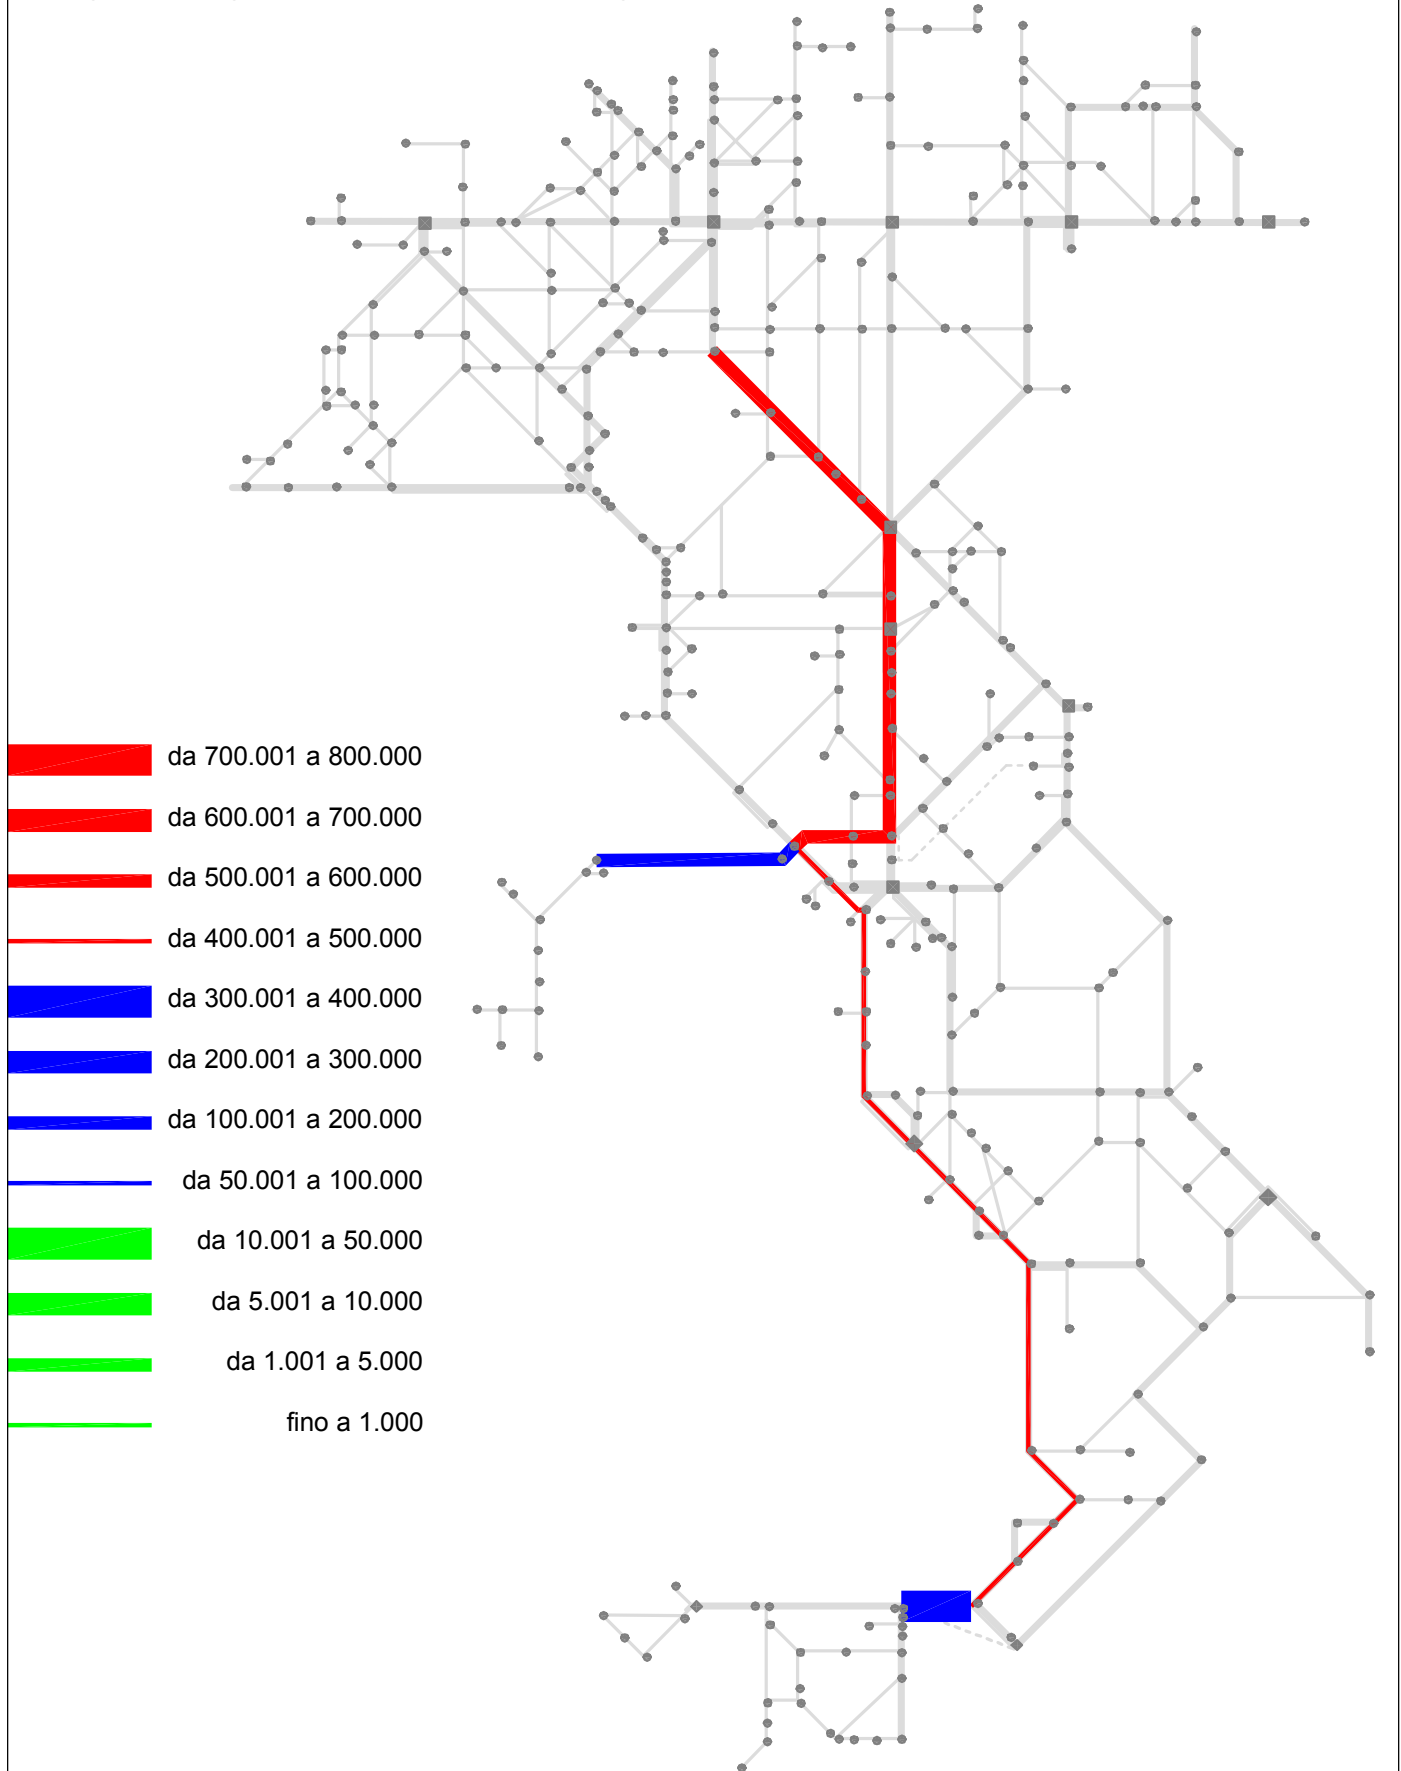 da 700.001 a 800.000
da 600.001 a 700.000
da 500.001 a 600.000
da 400.001 a 500.000
da 300.001 a 400.000
da 200.001 a 300.000
da 100.001 a 200.000
da 50.001 a 100.000
da 10.001 a 50.000
da 5.001 a 10.000
da 1.001 a 5.000
fino a 1.000